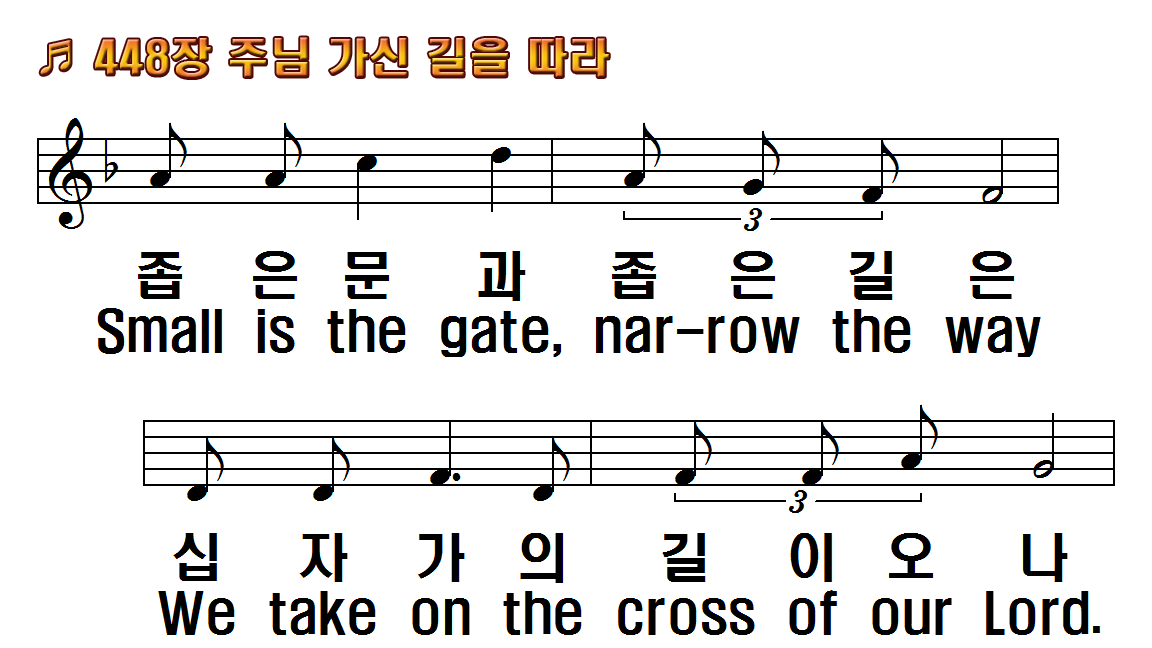 ♬ 448장 주님 가신 길을 따라
3
좁 은 문 과 좁 은 길 은
Small is the gate, nar-row the way
3
십 자 가 의 길 이 오 나
We take on the cross of our Lord.